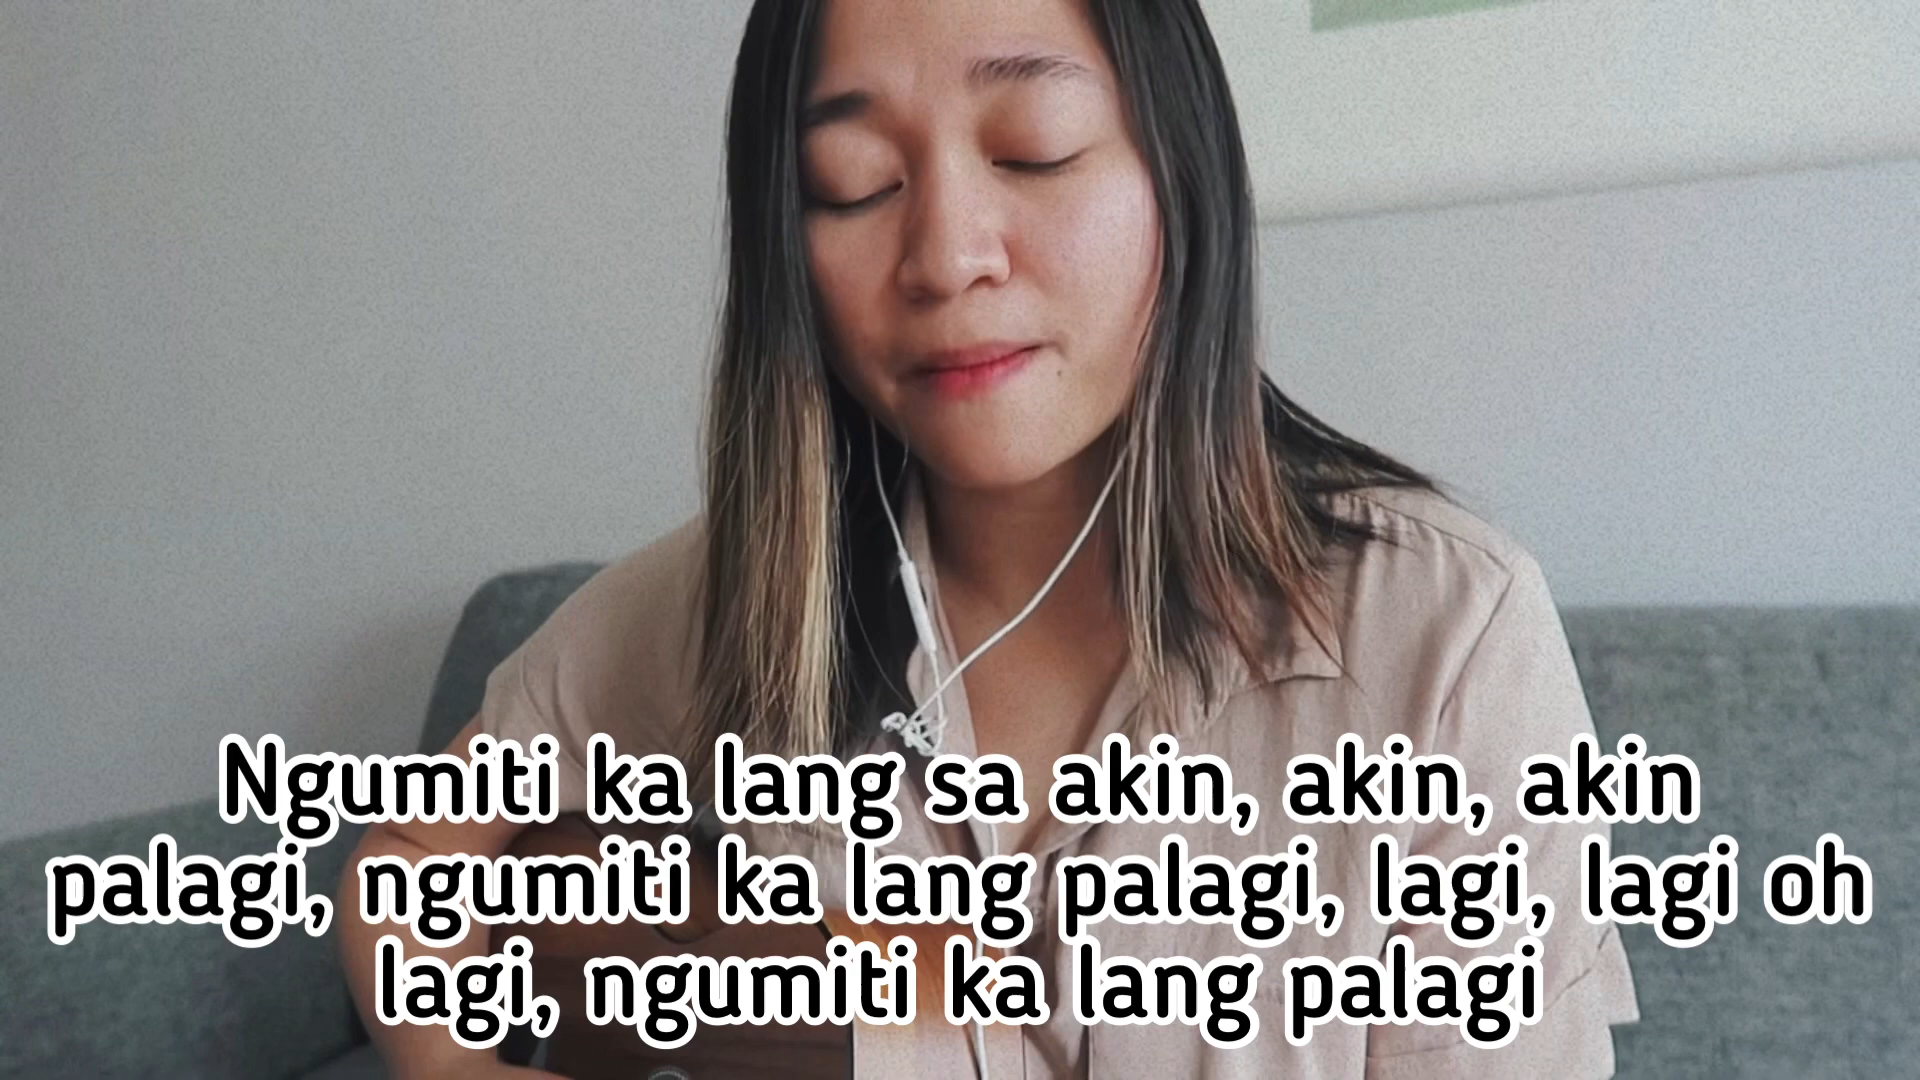 Ngumiti ka lang sa akin, akin, akin
palagi, ngumiti ka lang palagi, lagi, lagi oh
lagi, ngumiti ka lang palagi